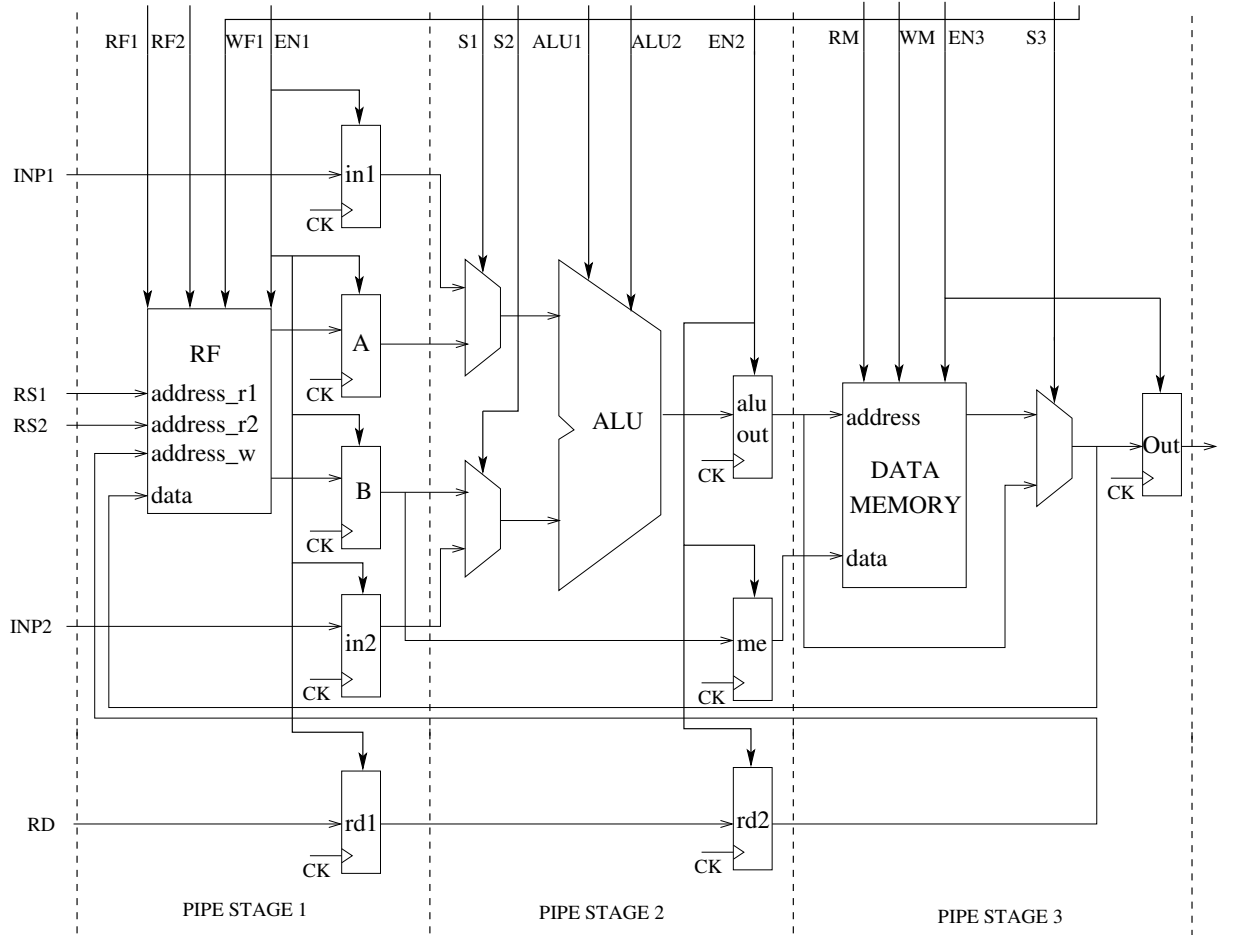 RF1 RF2 WF1 EN1 S1 S2 ALU1 ALU2 EN2 RM WM EN3 S3
INP1
in1
CK
RF
A
RS1
address_r1
CK
RS2
address_r2
address_w
data
B
CK
ALU
alu
out
CK
address
DATA
MEMORY
data
Out
CK
INP2
in2
CK
me
CK
RD
rd1
CK
rd2
CK
PIPE STAGE 1
PIPE STAGE 2
PIPE STAGE 3